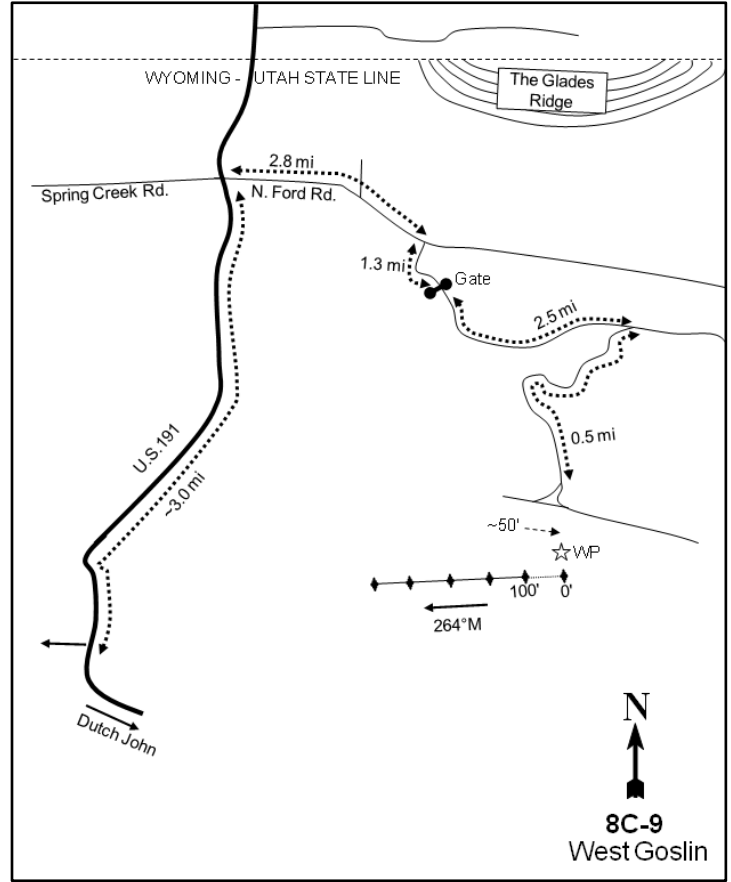 WYOMING - UTAH STATE LINE
The Glades
Ridge
2.8 mi
Spring Creek Rd.
N. Ford Rd.
1.3 mi
Gate
2.5 mi
U.S.191
~3.0 mi
0.5 mi
~50'
WP
100'
0'
264°M
Dutch John
N
8C-9
West Goslin